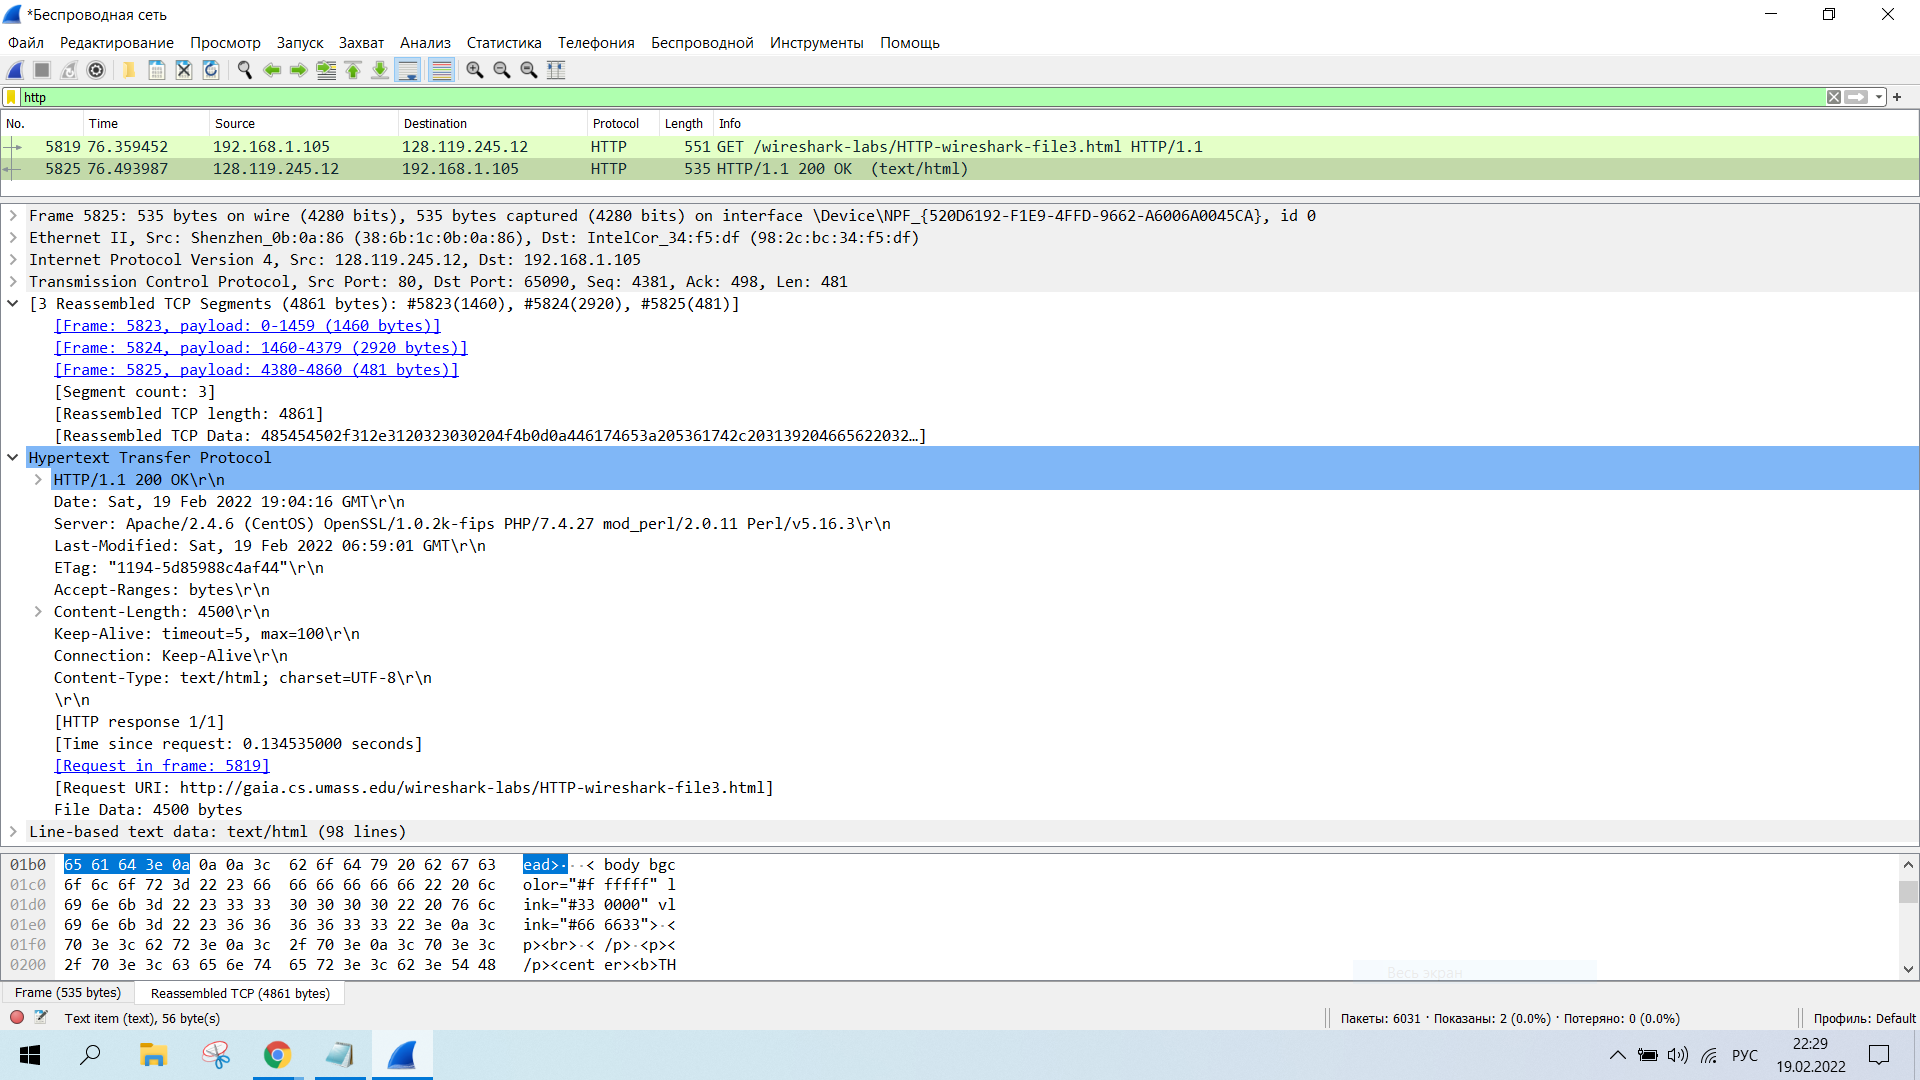 *Беспроводная сеть
Файл Редактирование Просмотр Запуск Захват Анализ Статистика Телефония Беспроводной Инструменты Помощь
http
No. Time Source Destination Protocol Length Info
5819 76.359452 192.168.1.105 128.119.245.12 HTTP 551 GET /wireshark-labs/HTTP-wireshark-file3.html HTTP/1.1
5825 76.493987 128.119.245.12 192.168.1.105 HTTP 535 HTTP/1.1 200 OK (text/html)
Frame 5825: 535 bytes on wire (4280 bits), 535 bytes captured (4280 bits) on interface \Device\NPF_{520D6192-F1E9-4FFD-9662-A6006A0045CA}, id 0
Ethernet II, Src: Shenzhen_0b:0a:86 (38:6b:1c:0b:0a:86), Dst: IntelCor_34:f5:df (98:2c:bc:34:f5:df)
Internet Protocol Version 4, Src: 128.119.245.12, Dst: 192.168.1.105
Transmission Control Protocol, Src Port: 80, Dst Port: 65090, Seq: 4381, Ack: 498, Len: 481
[3 Reassembled TCP Segments (4861 bytes): #5823(1460), #5824(2920), #5825(481)]
[Frame: 5823, payload: 0-1459 (1460 bytes)]
[Frame: 5824, payload: 1460-4379 (2920 bytes)]
[Frame: 5825, payload: 4380-4860 (481 bytes)]
[Segment count: 3]
[Reassembled TCP length: 4861]
[Reassembled TCP Data: 485454502f312e3120323030204f4b0d0a446174653a205361742c203139204665622032…]
Hypertext Transfer Protocol
HTTP/1.1 200 OK\r\n
Date: Sat, 19 Feb 2022 19:04:16 GMT\r\n
Server: Apache/2.4.6 (CentOS) OpenSSL/1.0.2k-fips PHP/7.4.27 mod_perl/2.0.11 Perl/v5.16.3\r\n
Last-Modified: Sat, 19 Feb 2022 06:59:01 GMT\r\n
ETag: "1194-5d85988c4af44"\r\n
Accept-Ranges: bytes\r\n
Content-Length: 4500\r\n
Keep-Alive: timeout=5, max=100\r\n
Connection: Keep-Alive\r\n
Content-Type: text/html; charset=UTF-8\r\n
\r\n
[HTTP response 1/1]
[Time since request: 0.134535000 seconds]
[Request in frame: 5819]
[Request URI: http://gaia.cs.umass.edu/wireshark-labs/HTTP-wireshark-file3.html]
File Data: 4500 bytes
Line-based text data: text/html (98 lines)
01b0 65 61 64 3e 0a 0a 0a 3c 62 6f 64 79 20 62 67 63 ead>···< body bgc
01c0 6f 6c 6f 72 3d 22 23 66 66 66 66 66 66 22 20 6c olor="#f fffff" l
01d0 69 6e 6b 3d 22 23 33 33 30 30 30 30 22 20 76 6c ink="#33 0000" vl
01e0 69 6e 6b 3d 22 23 36 36 36 36 33 33 22 3e 0a 3c ink="#66 6633">·<
01f0 70 3e 3c 62 72 3e 0a 3c 2f 70 3e 0a 3c 70 3e 3c p><br>·< /p>·<p><
0200 2f 70 3e 3c 63 65 6e 74 65 72 3e 3c 62 3e 54 48 /p><cent er><b>TH
Весь экран
Frame (535 bytes) Reassembled TCP (4861 bytes)
Text item (text), 56 byte(s) Пакеты: 6031 · Показаны: 2 (0.0%) · Потеряно: 0 (0.0%) Профиль: Default
РУС 22:29
19.02.2022